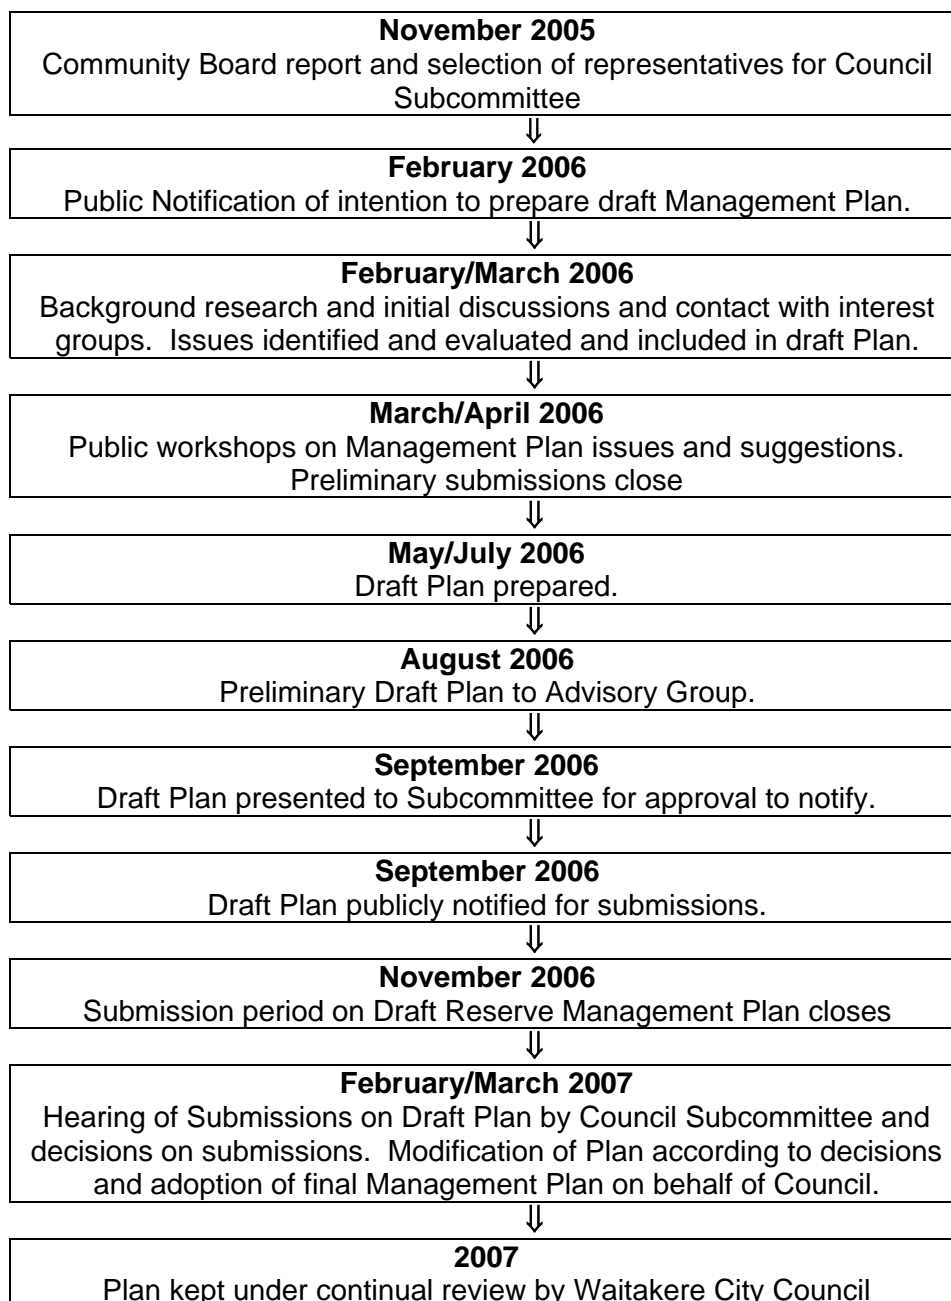 November 2005
Community Board report and selection of representatives for Council
Subcommittee
⇓
February 2006
Public Notification of intention to prepare draft Management Plan.
⇓
February/March 2006
Background research and initial discussions and contact with interest
groups.  Issues identified and evaluated and included in draft Plan.
⇓
March/April 2006
Public workshops on Management Plan issues and suggestions.
Preliminary submissions close
⇓
May/July 2006
Draft Plan prepared.
⇓
August 2006
Preliminary Draft Plan to Advisory Group.
⇓
September 2006
Draft Plan presented to Subcommittee for approval to notify.
⇓
September 2006
Draft Plan publicly notified for submissions.
⇓
November 2006
Submission period on Draft Reserve Management Plan closes
⇓
February/March 2007
Hearing of Submissions on Draft Plan by Council Subcommittee and
decisions on submissions.  Modification of Plan according to decisions
and adoption of final Management Plan on behalf of Council.
⇓
2007
Plan kept under continual review by Waitakere City Council